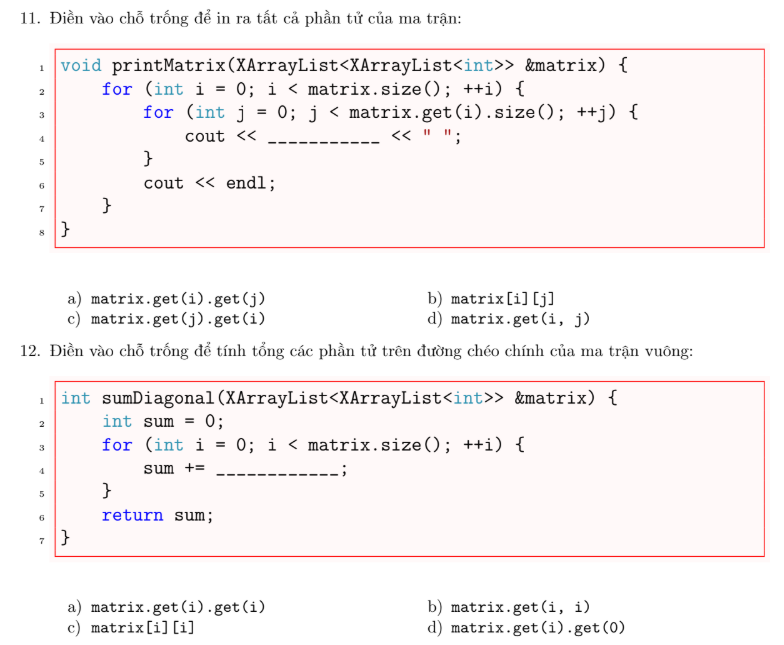 11. Điền vào chỗ trống để in ra tất cả phần tử của ma trận:
1 void printMatrix(XArrayList<XArrayList<int>> &matrix) {
2     for (int i = 0; i < matrix.size(); ++i) {
3         for (int j = 0; j < matrix.get(i).size(); ++j) {
4             cout << ___________ << " ";
5         }
6         cout << endl;
7     }
8 }
a) matrix.get(i).get(j) b) matrix[i][j]
c) matrix.get(j).get(i) d) matrix.get(i, j)
12. Điền vào chỗ trống để tính tổng các phần tử trên đường chéo chính của ma trận vuông:
1 int sumDiagonal(XArrayList<XArrayList<int>> &matrix) {
2     int sum = 0;
3     for (int i = 0; i < matrix.size(); ++i) {
4         sum += ____________;
5     }
6     return sum;
7 }
a) matrix.get(i).get(i) b) matrix.get(i, i)
c) matrix[i][i] d) matrix.get(i).get(0)